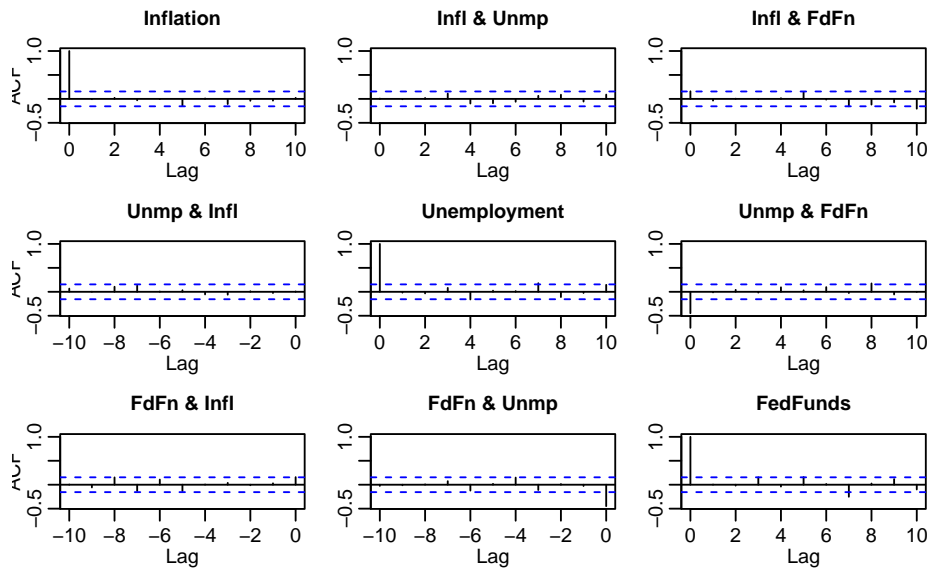 Inflation
ACF
−0.5 1.0
0 2 4 6 8 10
Lag
Infl & Unmp
−0.5 1.0
0 2 4 6 8 10
Lag
Infl & FdFn
−0.5 1.0
0 2 4 6 8 10
Lag
Unmp & Infl
ACF
−0.5 1.0
−10 −8 −6 −4 −2 0
Lag
Unemployment
−0.5 1.0
0 2 4 6 8 10
Lag
Unmp & FdFn
−0.5 1.0
0 2 4 6 8 10
Lag
FdFn & Infl
ACF
−0.5 1.0
−10 −8 −6 −4 −2 0
Lag
FdFn & Unmp
−0.5 1.0
−10 −8 −6 −4 −2 0
Lag
FedFunds
−0.5 1.0
0 2 4 6 8 10
Lag